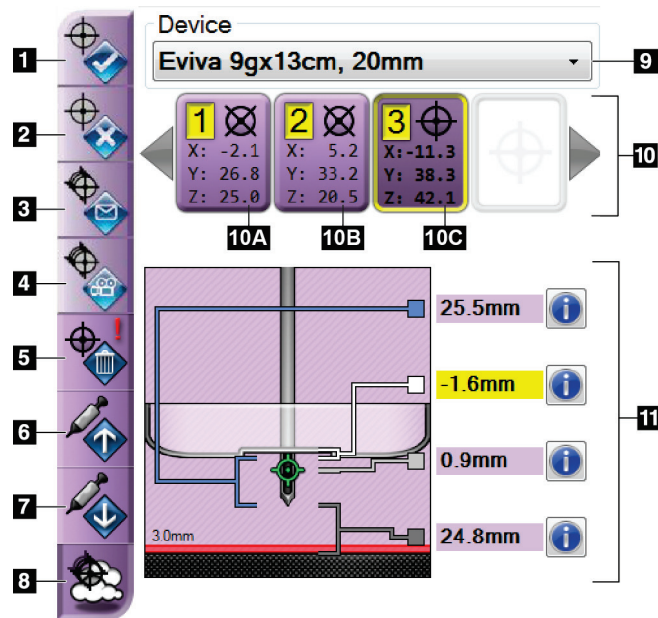 Device
1
Eviva 9gx13cm, 20mm
9
2
1
X: -2.1
Y: 26.8
Z: 25.0
2
X: 5.2
Y: 33.2
Z: 20.5
3
X:-11.3
Y: 38.3
Z: 42.1
10
3
10A
10B
10C
4
25.5mm
5
!
-1.6mm
6
11
0.9mm
7
3.0mm
24.8mm
8